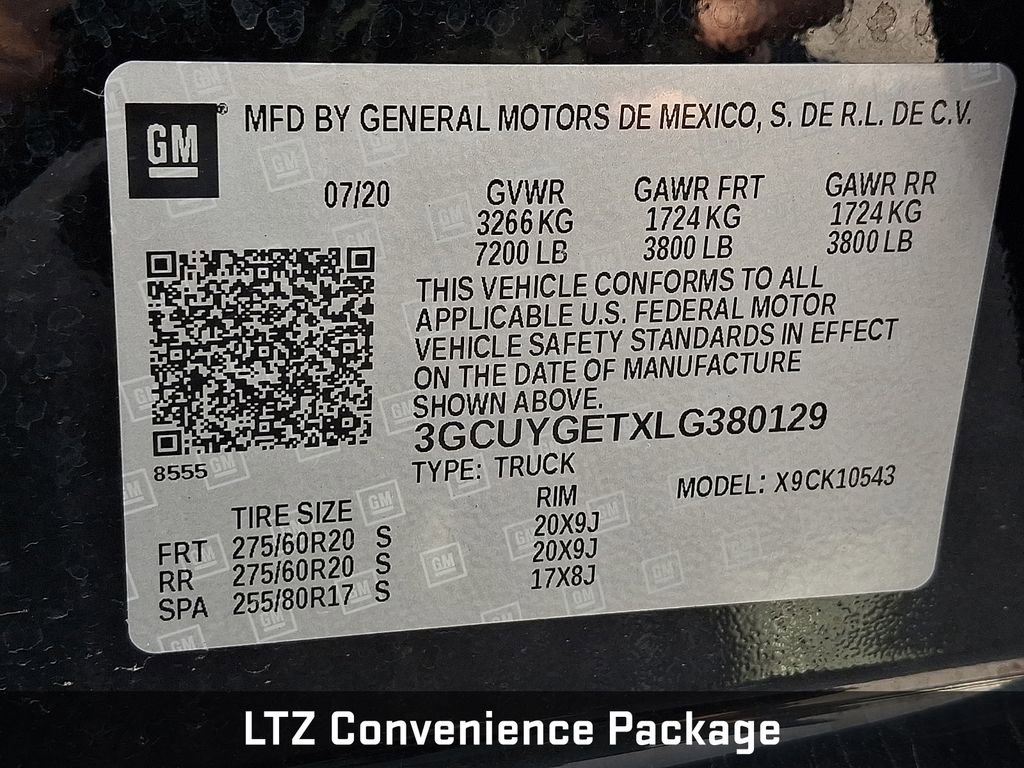 GM
MFD BY GENERAL MOTORS DE MEXICO, S. DE R.L. DE C.V.
07/20 GVWR GAWR FRT GAWR RR
3266 KG 1724 KG 1724 KG
7200 LB 3800 LB 3800 LB
THIS VEHICLE CONFORMS TO ALL
APPLICABLE U.S. FEDERAL MOTOR
VEHICLE SAFETY STANDARDS IN EFFECT
ON THE DATE OF MANUFACTURE
SHOWN ABOVE.
3GCUYGETXLG380129
8555
TYPE: TRUCK
MODEL: X9CK10543
TIRE SIZE RIM
FRT 275/60R20 S 20X9J
RR 275/60R20 S 20X9J
SPA 255/80R17 S 17X8J
LTZ Convenience Package